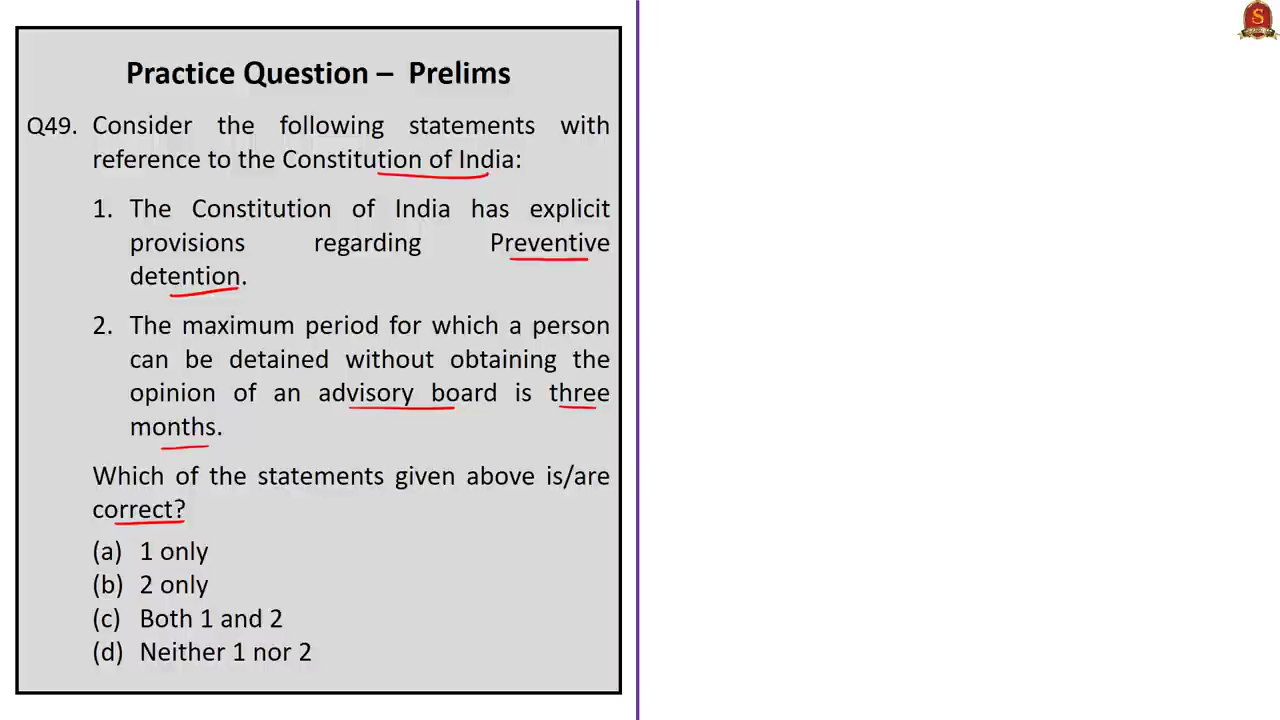 Practice Question – Prelims
Q49. Consider the following statements with
reference to the Constitution of India:
1. The Constitution of India has explicit
provisions regarding Preventive
detention.
2. The maximum period for which a person
can be detained without obtaining the
opinion of an advisory board is three
months.
Which of the statements given above is/are
correct?
(a) 1 only
(b) 2 only
(c) Both 1 and 2
(d) Neither 1 nor 2
S